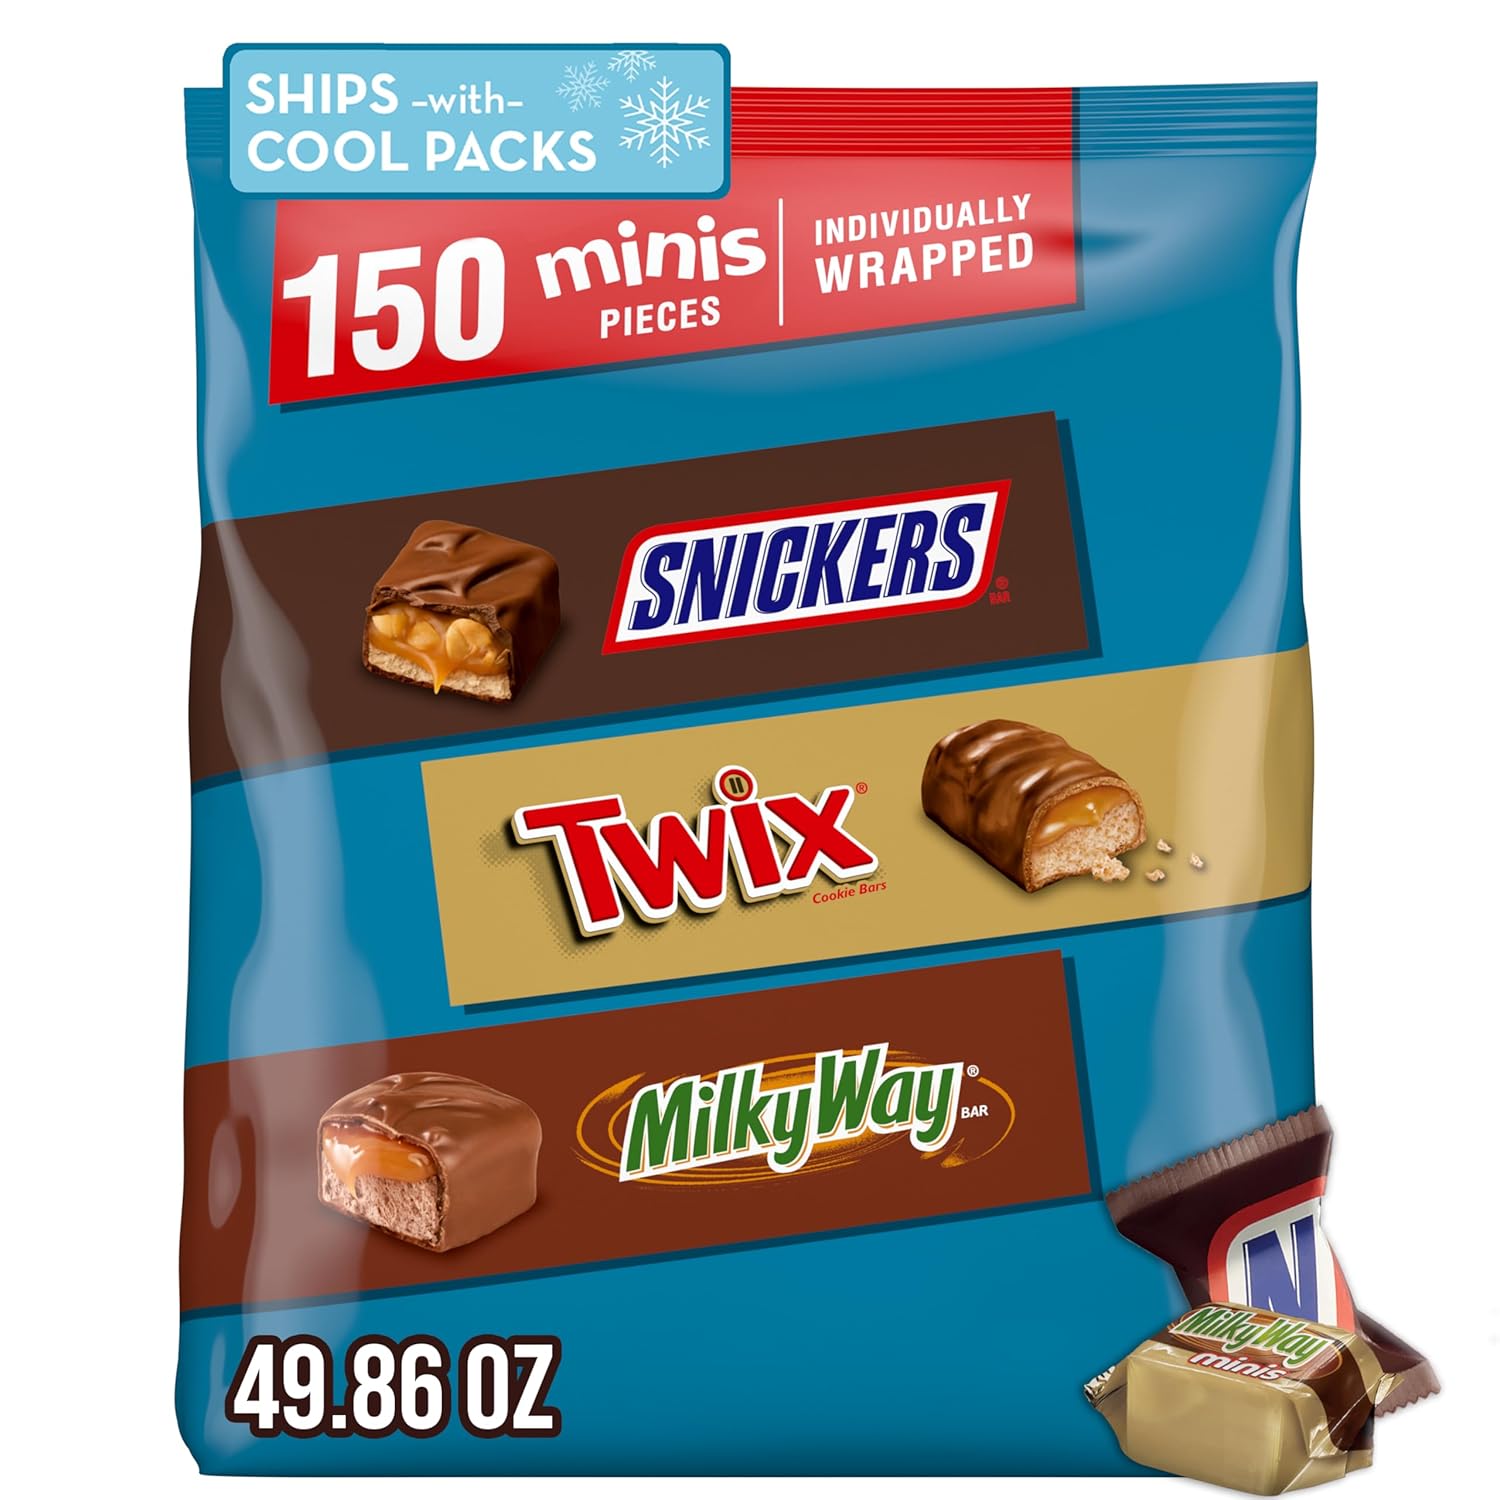 SHIPS -with-
COOL PACKS
150 minis PIECES
INDIVIDUALLY
WRAPPED
SNICKERS®
BAR
TWIX®
Cookie Bars
MilkyWay® BAR
49.86 OZ
N
MilkyWay
minis